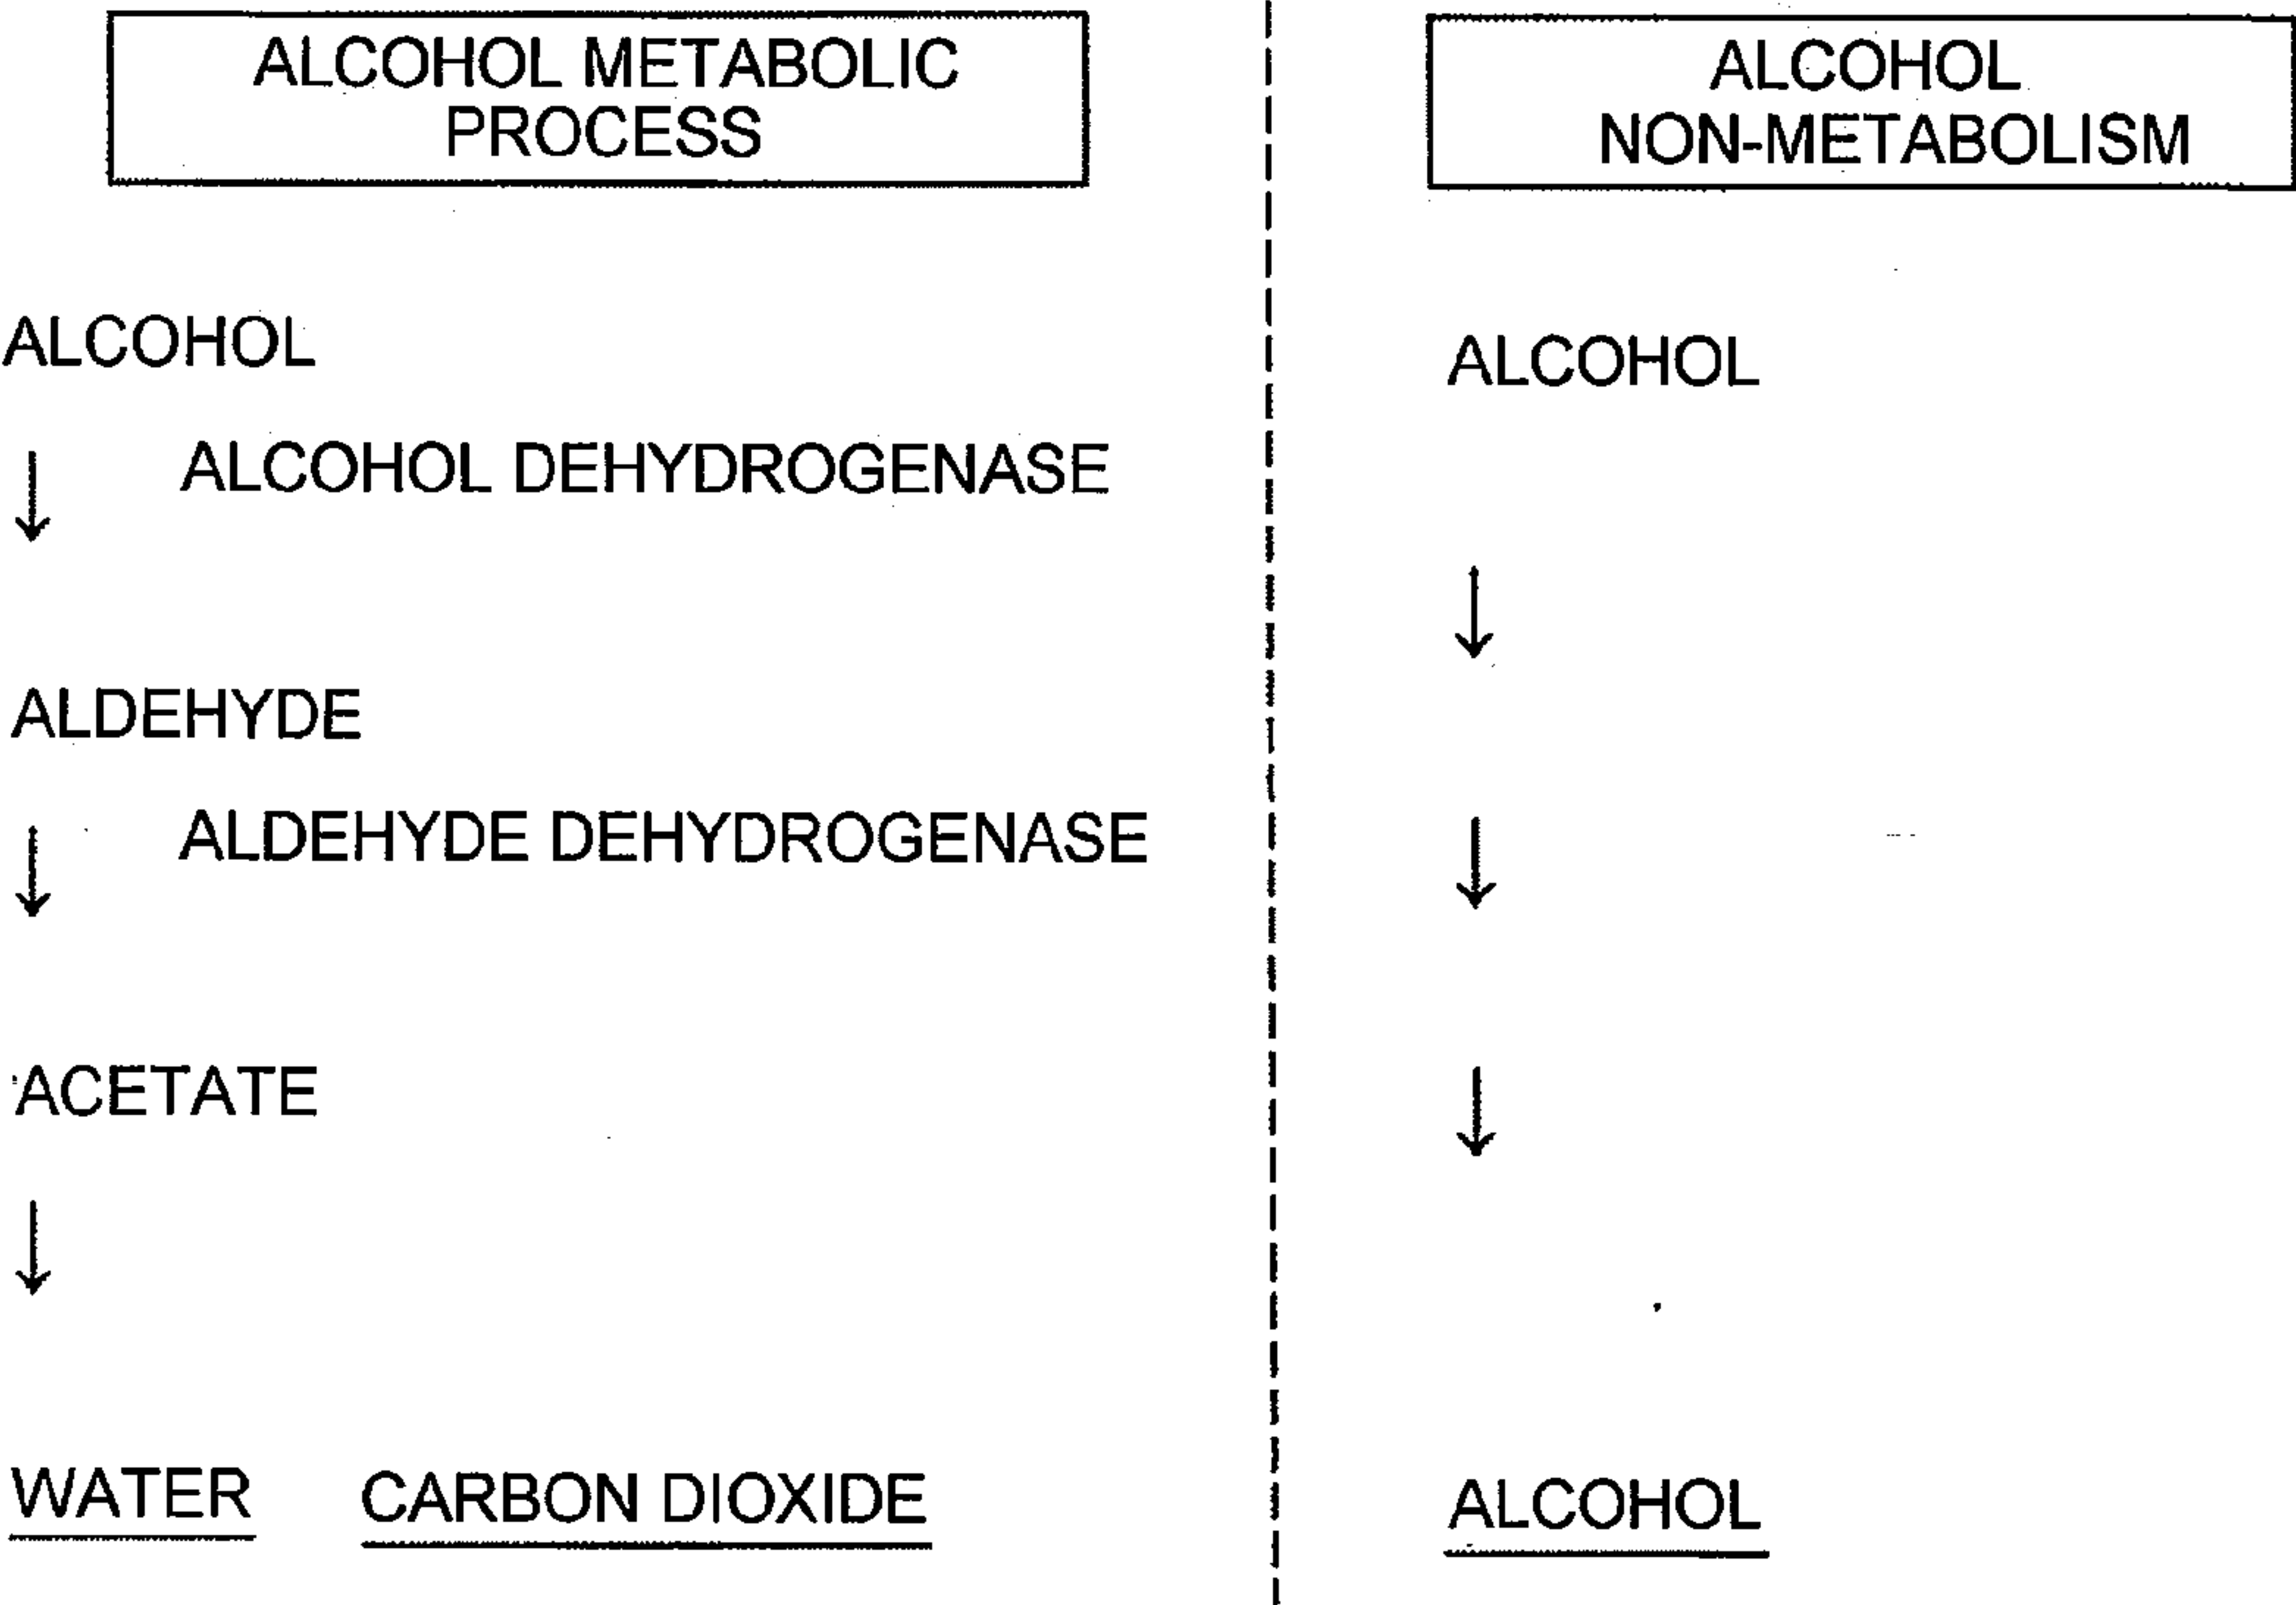 ALCOHOL METABOLIC
PROCESS
ALCOHOL
ALCOHOL DEHYDROGENASE
ALDEHYDE
ALDEHYDE DEHYDROGENASE
ACETATE
WATER CARBON DIOXIDE
ALCOHOL
NON-METABOLISM
ALCOHOL
ALCOHOL